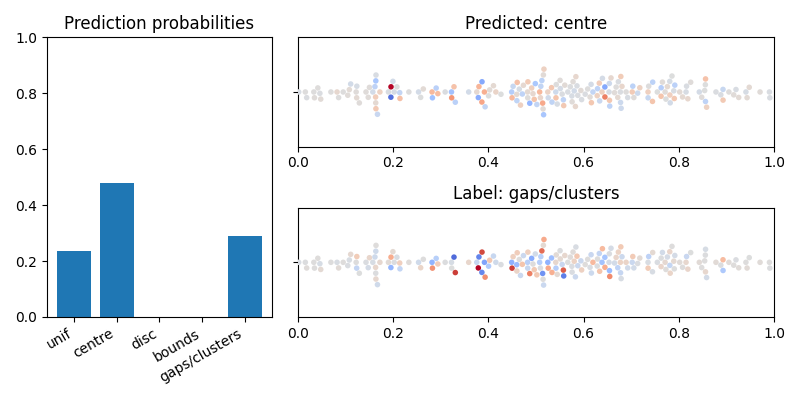 Prediction probabilities
1.0
0.8
0.6
0.4
0.2
0.0
unif
centre
disc
bounds
gaps/clusters
Predicted: centre
0.0 0.2 0.4 0.6 0.8 1.0
Label: gaps/clusters
0.0 0.2 0.4 0.6 0.8 1.0